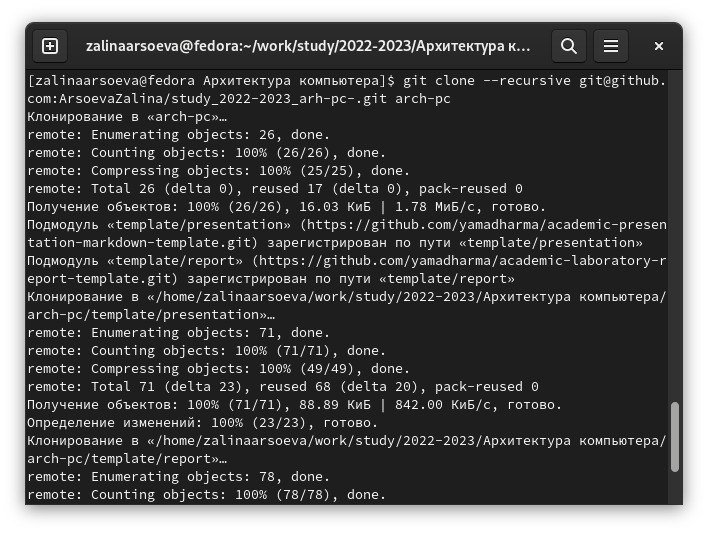 zalinaarsoeva@fedora:~/work/study/2022-2023/Архитектура к...
[zalinaarsoeva@fedora Архитектура компьютера]$ git clone --recursive git@github.
com:ArsoevaZalina/study_2022-2023_arh-pc-.git arch-pc
Клонирование в «arch-pc»…
remote: Enumerating objects: 26, done.
remote: Counting objects: 100% (26/26), done.
remote: Compressing objects: 100% (25/25), done.
remote: Total 26 (delta 0), reused 17 (delta 0), pack-reused 0
Получение объектов: 100% (26/26), 16.03 КиБ | 1.78 МиБ/с, готово.
Подмодуль «template/presentation» (https://github.com/yamadharma/academic-presen
tation-markdown-template.git) зарегистрирован по пути «template/presentation»
Подмодуль «template/report» (https://github.com/yamadharma/academic-laboratory-r
eport-template.git) зарегистрирован по пути «template/report»
Клонирование в «/home/zalinaarsoeva/work/study/2022-2023/Архитектура компьютера/
arch-pc/template/presentation»…
remote: Enumerating objects: 71, done.
remote: Counting objects: 100% (71/71), done.
remote: Compressing objects: 100% (49/49), done.
remote: Total 71 (delta 23), reused 68 (delta 20), pack-reused 0
Получение объектов: 100% (71/71), 88.89 КиБ | 842.00 КиБ/с, готово.
Определение изменений: 100% (23/23), готово.
Клонирование в «/home/zalinaarsoeva/work/study/2022-2023/Архитектура компьютера/
arch-pc/template/report»…
remote: Enumerating objects: 78, done.
remote: Counting objects: 100% (78/78), done.